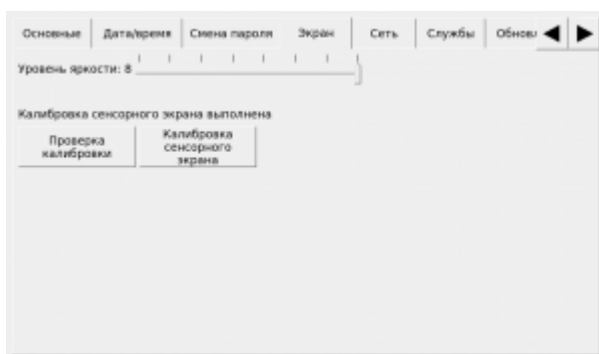 Основные Дата/время Смена пароля Экран Сеть Службы Обновл
Уровень яркости: 8
Калибровка сенсорного экрана выполнена
Проверка
калибровки
Калибровка
сенсорного
экрана